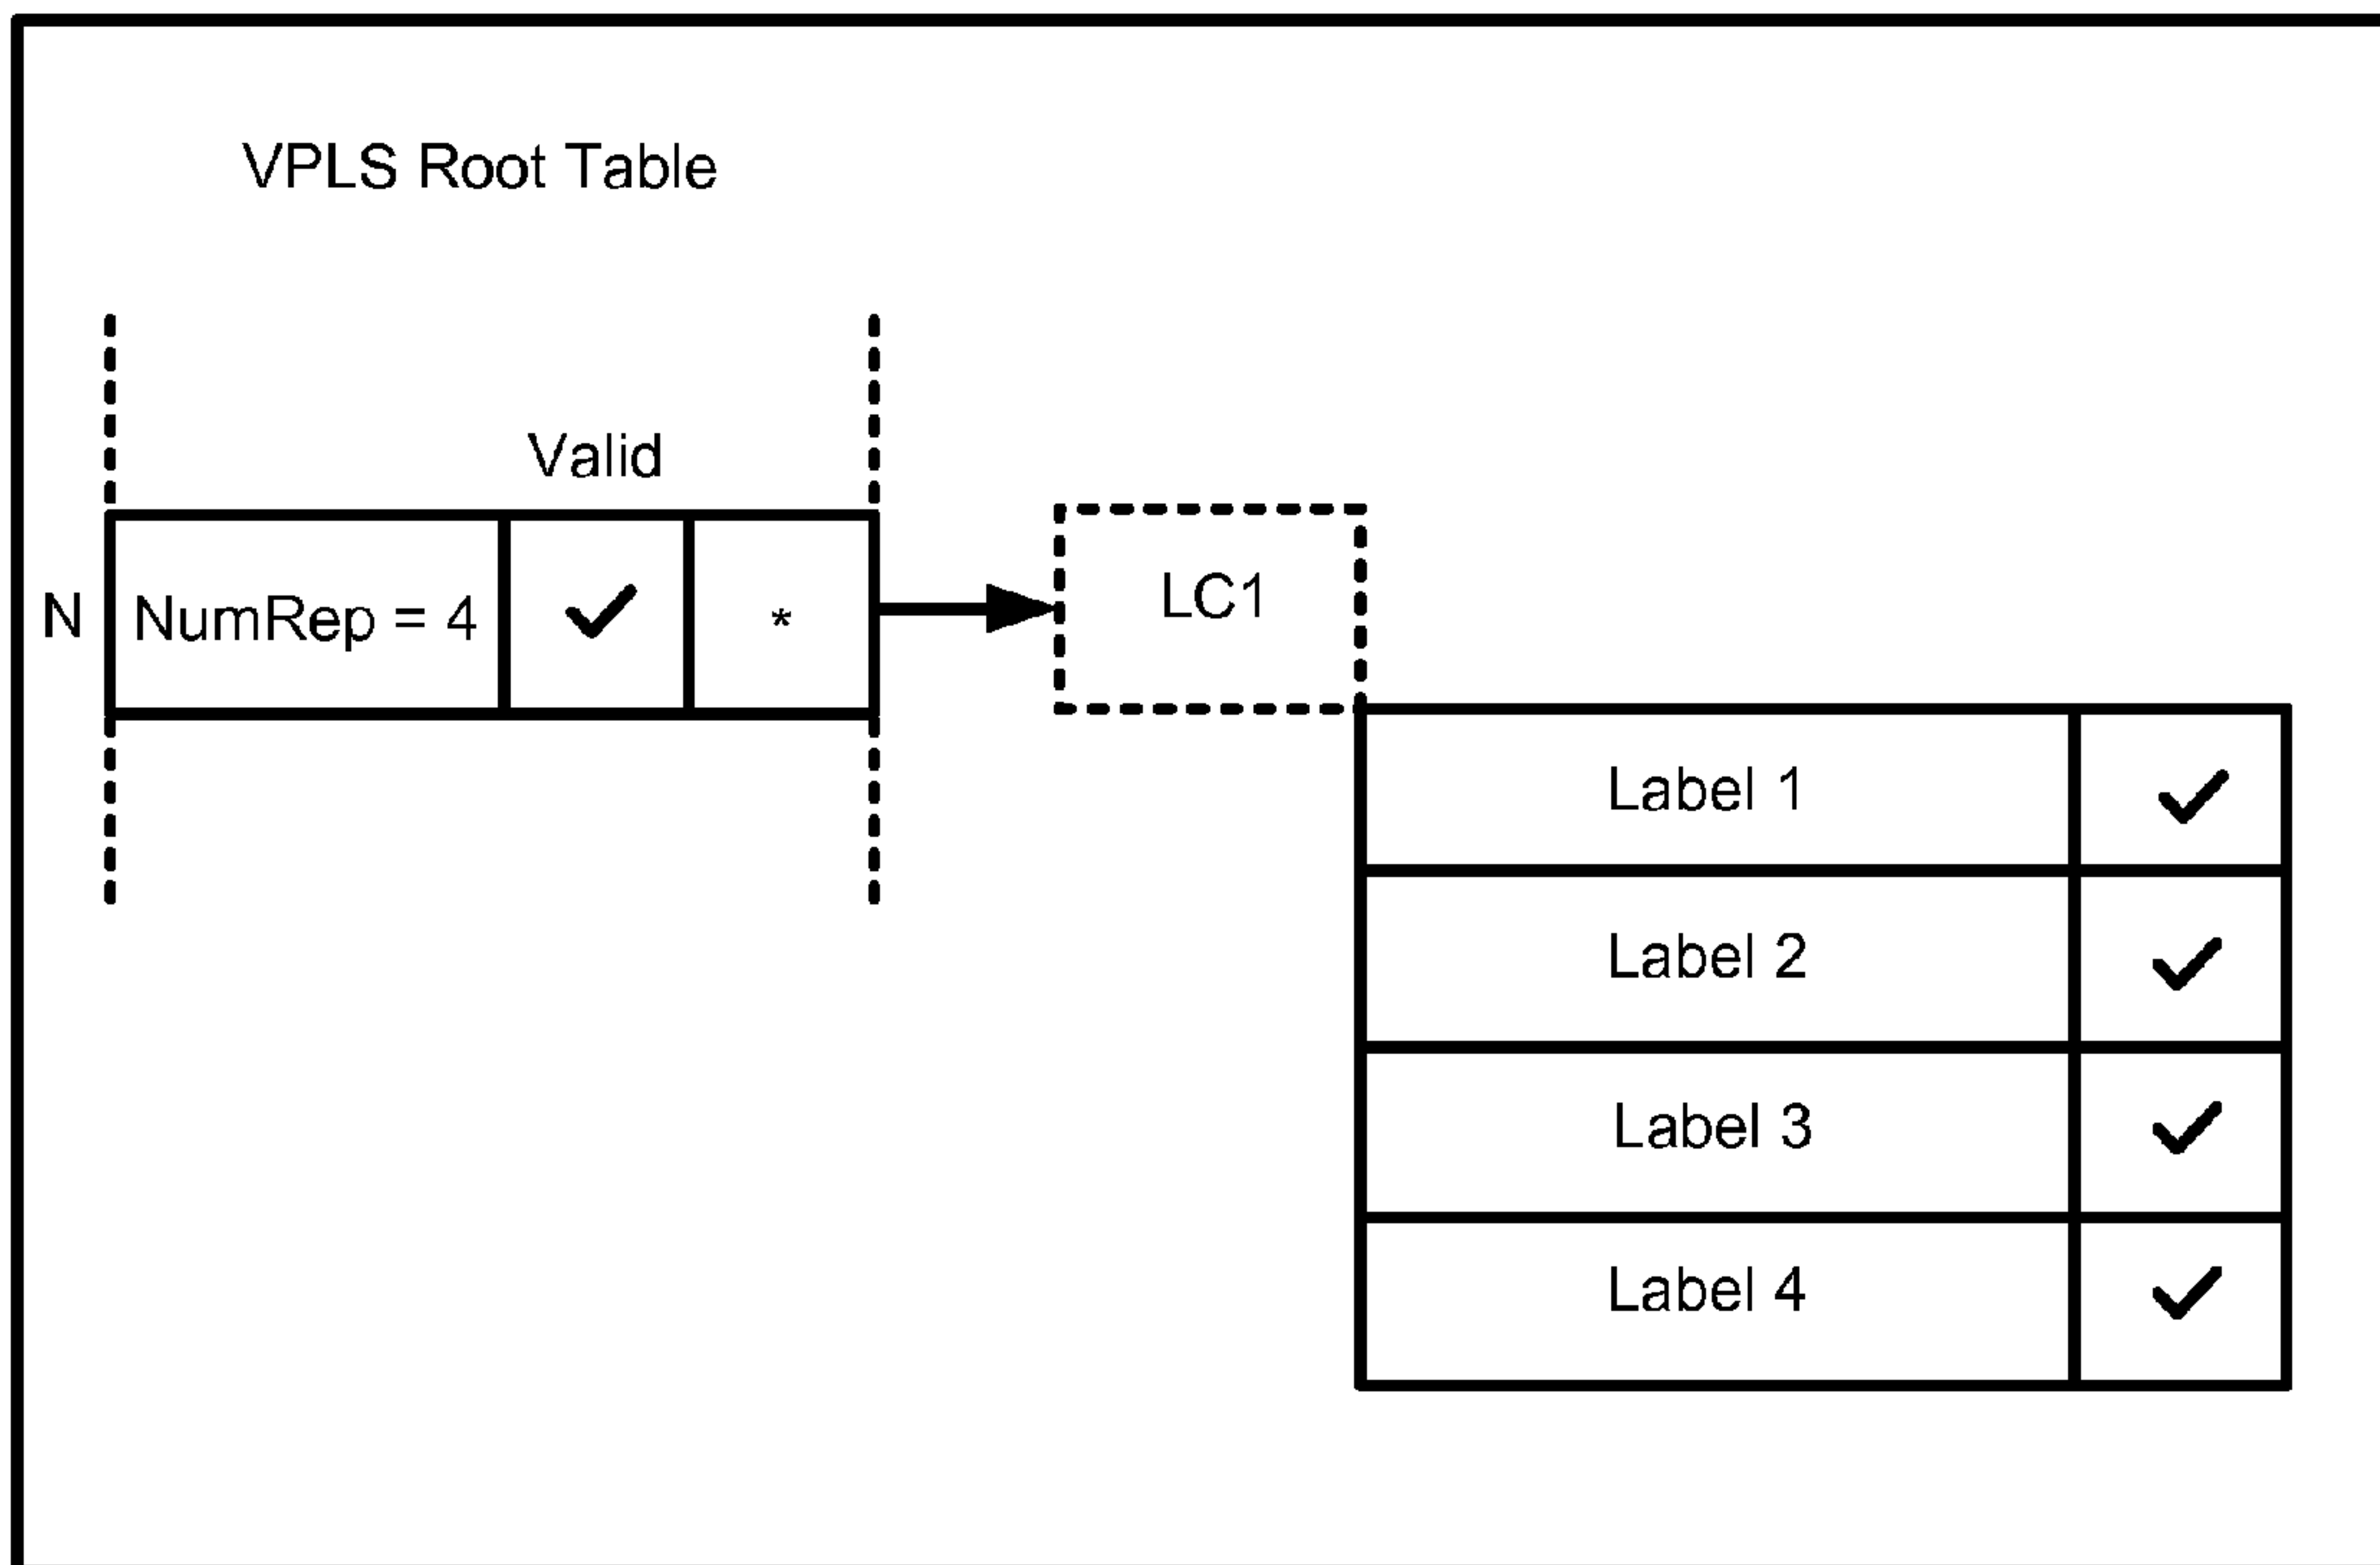 VPLS Root Table
Valid
N NumRep = 4 ✓ * LC1
Label 1 ✓
Label 2 ✓
Label 3 ✓
Label 4 ✓